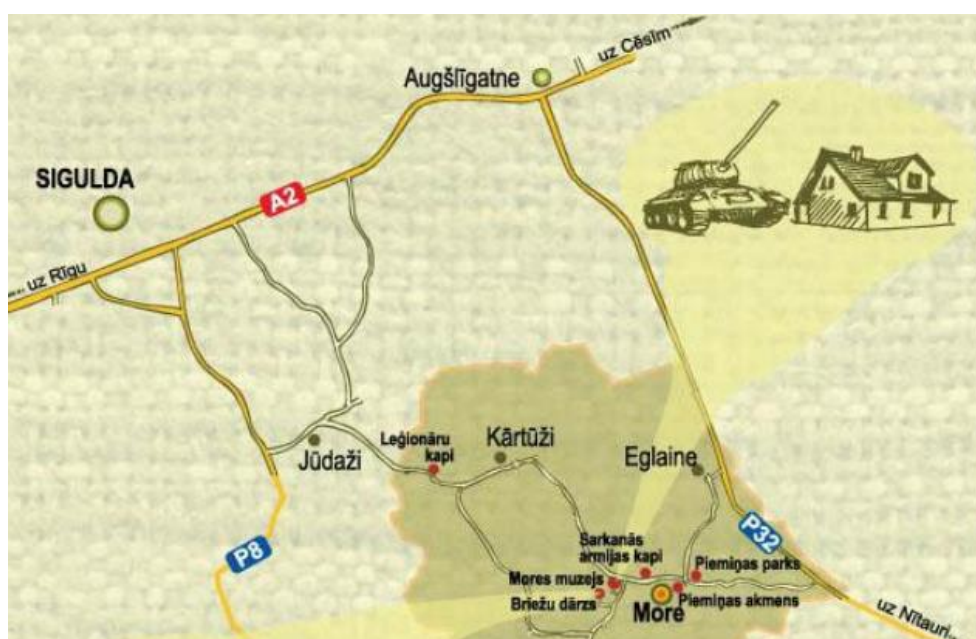 uz Cēsīm
Augšlīgatne
SIGULDA
A2
uz Rīgu
Leģionāru
kapi
Kārtūži
Jūdaži
Eglaine
P32
Sarkanās
armijas kapi
P8
Piemiņas parks
Mores muzejs
Briežu dārzs
More
Piemiņas akmens
uz Nītauri